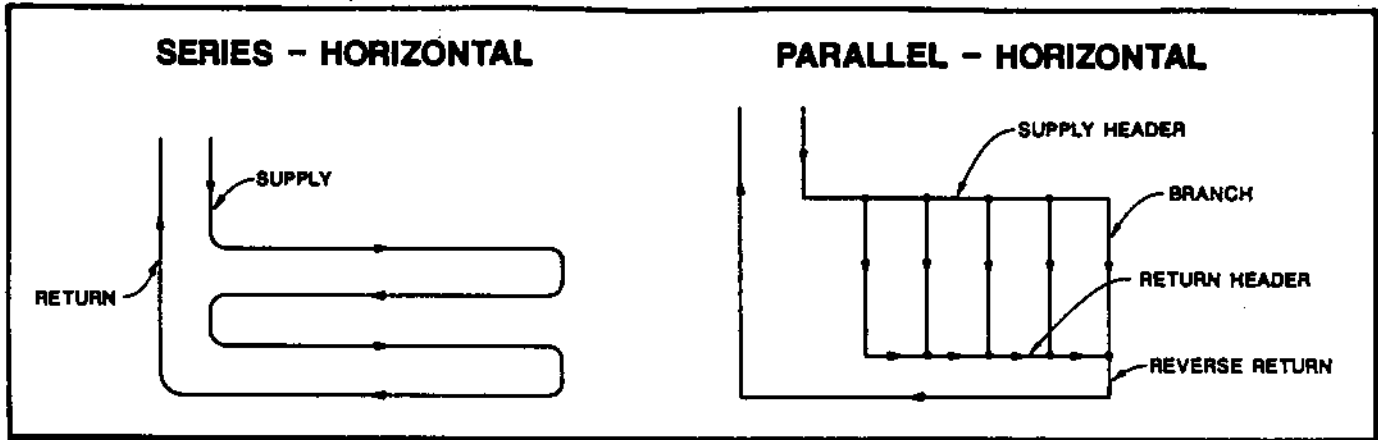 SERIES - HORIZONTAL
SUPPLY
RETURN
PARALLEL - HORIZONTAL
SUPPLY HEADER
BRANCH
RETURN HEADER
REVERSE RETURN